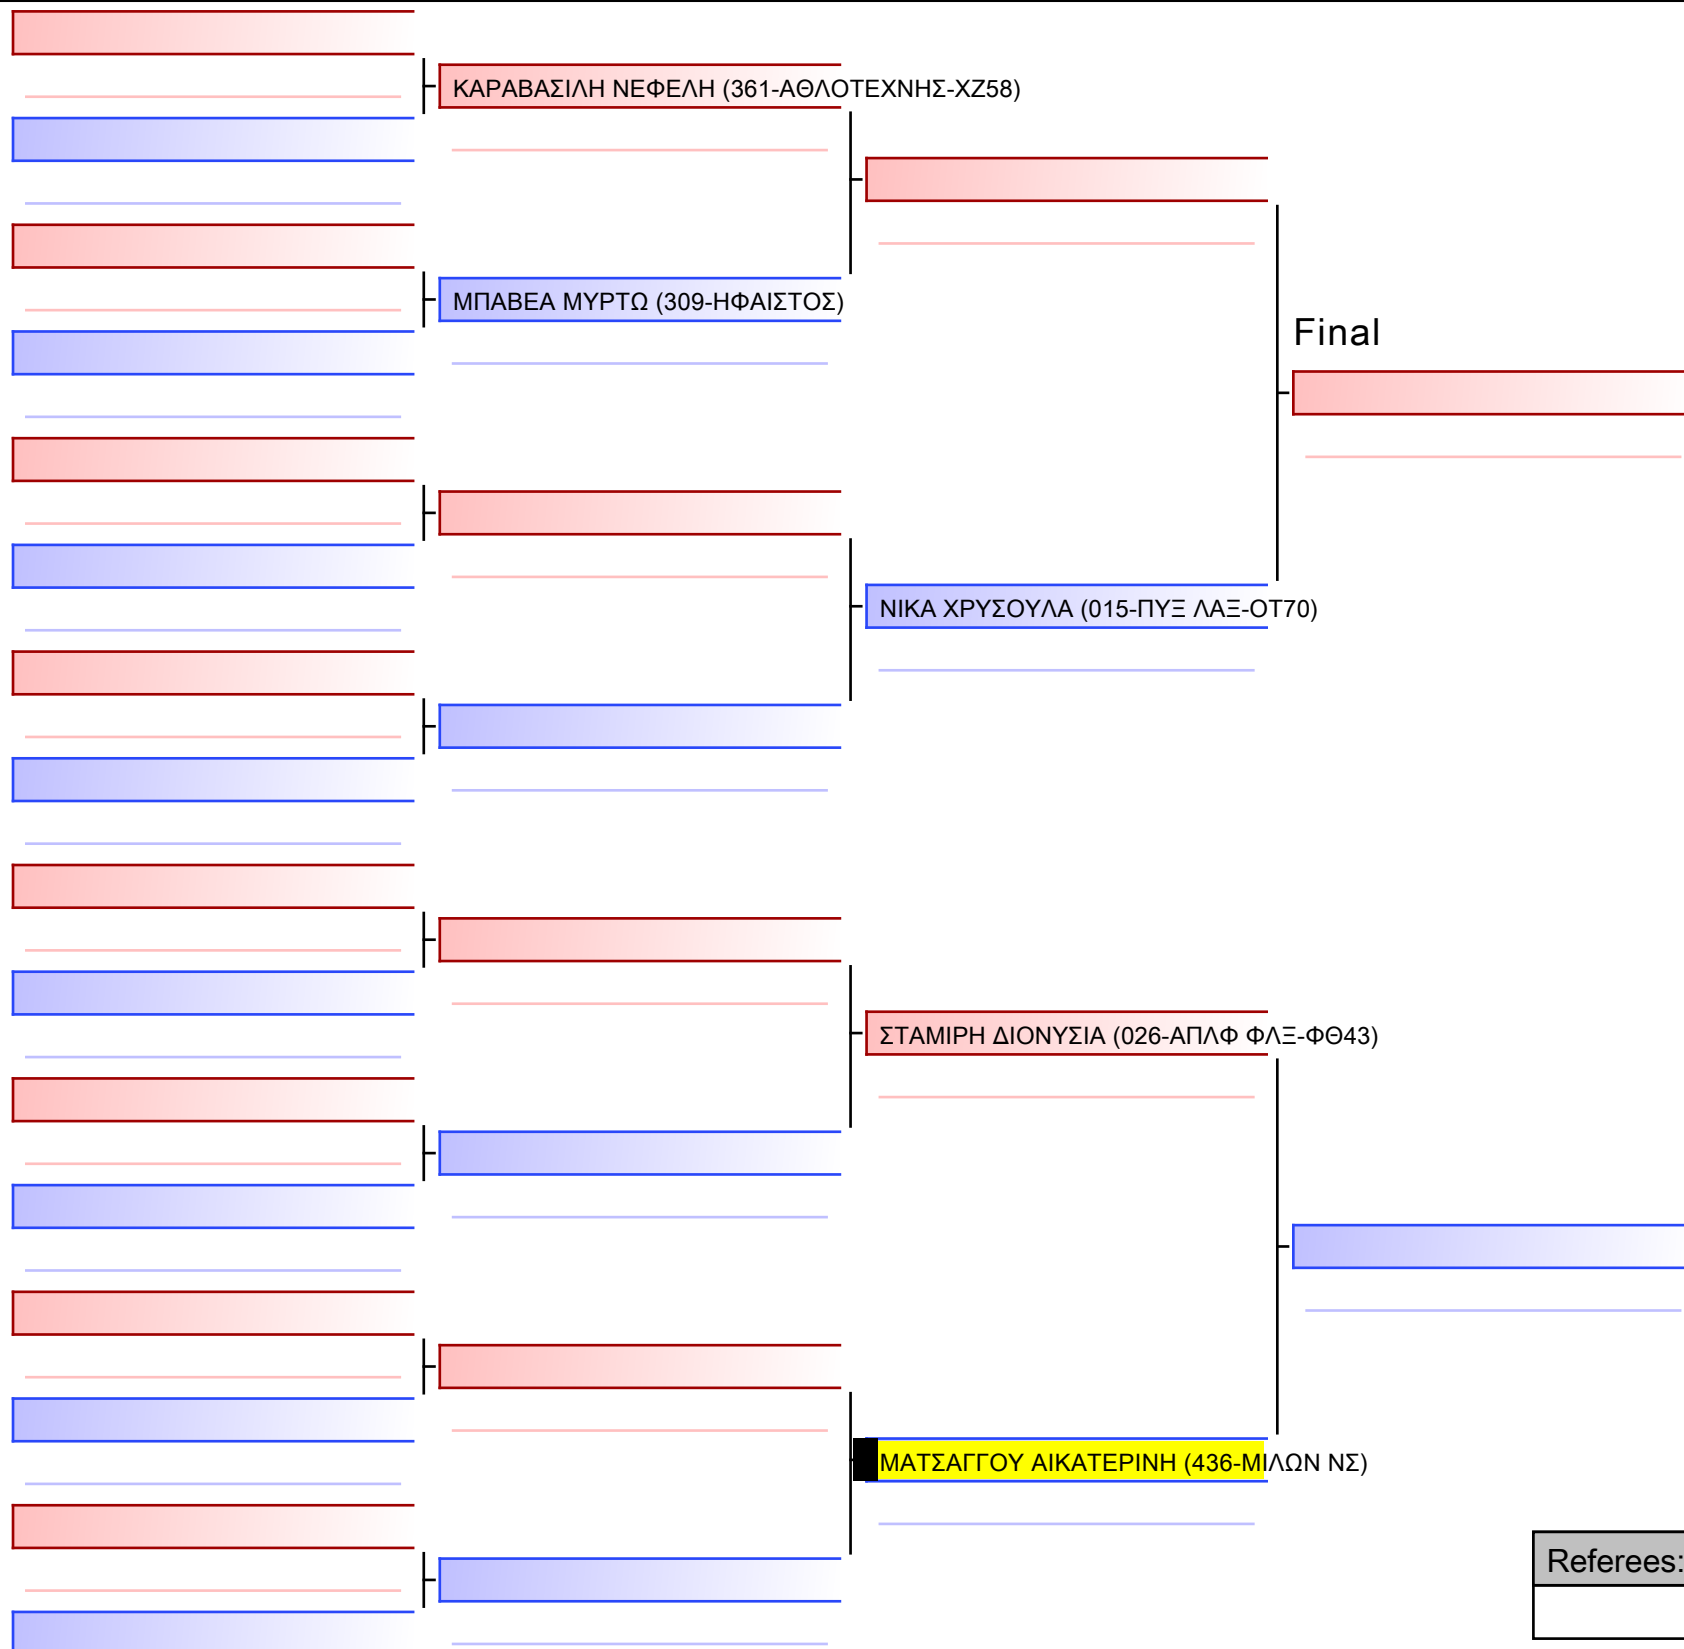 ΚΑΡΑΒΑΣΙΛΗ ΝΕΦΕΛΗ (361-ΑΘΛΟΤΕΧΝΗΣ-ΧΖ58)
ΜΠΑΒΕΑ ΜΥΡΤΩ (309-ΗΦΑΙΣΤΟΣ)
Final
ΝΙΚΑ ΧΡΥΣΟΥΛΑ (015-ΠΥΞ ΛΑΞ-ΟΤ70)
ΣΤΑΜΙΡΗ ΔΙΟΝΥΣΙΑ (026-ΑΠΛΦ ΦΛΞ-ΦΘ43)
ΜΑΤΣΑΓΓΟΥ ΑΙΚΑΤΕΡΙΝΗ (436-ΜΙΛΩΝ ΝΣ)
Referees: